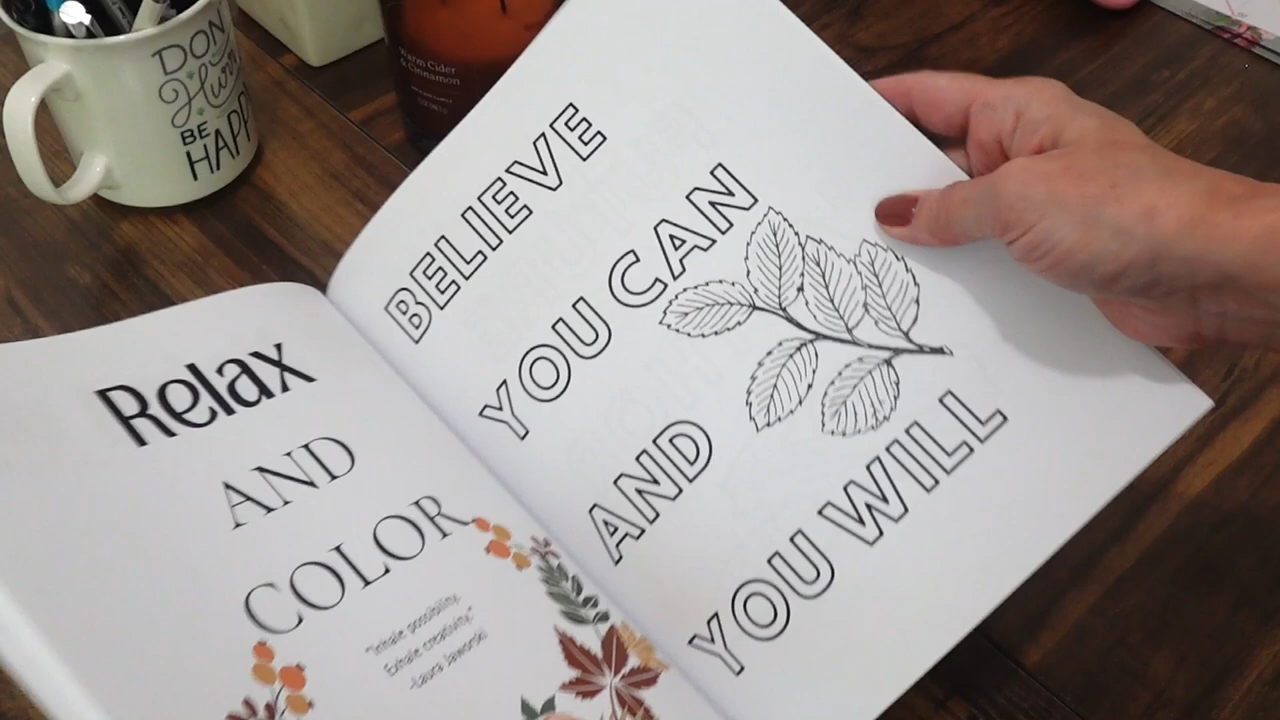 DON'T
Hurry
BE
HAPPY
Warm Cider
& Cinnamon
Relax
AND
COLOR
"Inhale possibility.
Exhale creativity."
-Laura Jaworski
BELIEVE
YOU CAN
AND
YOU WILL